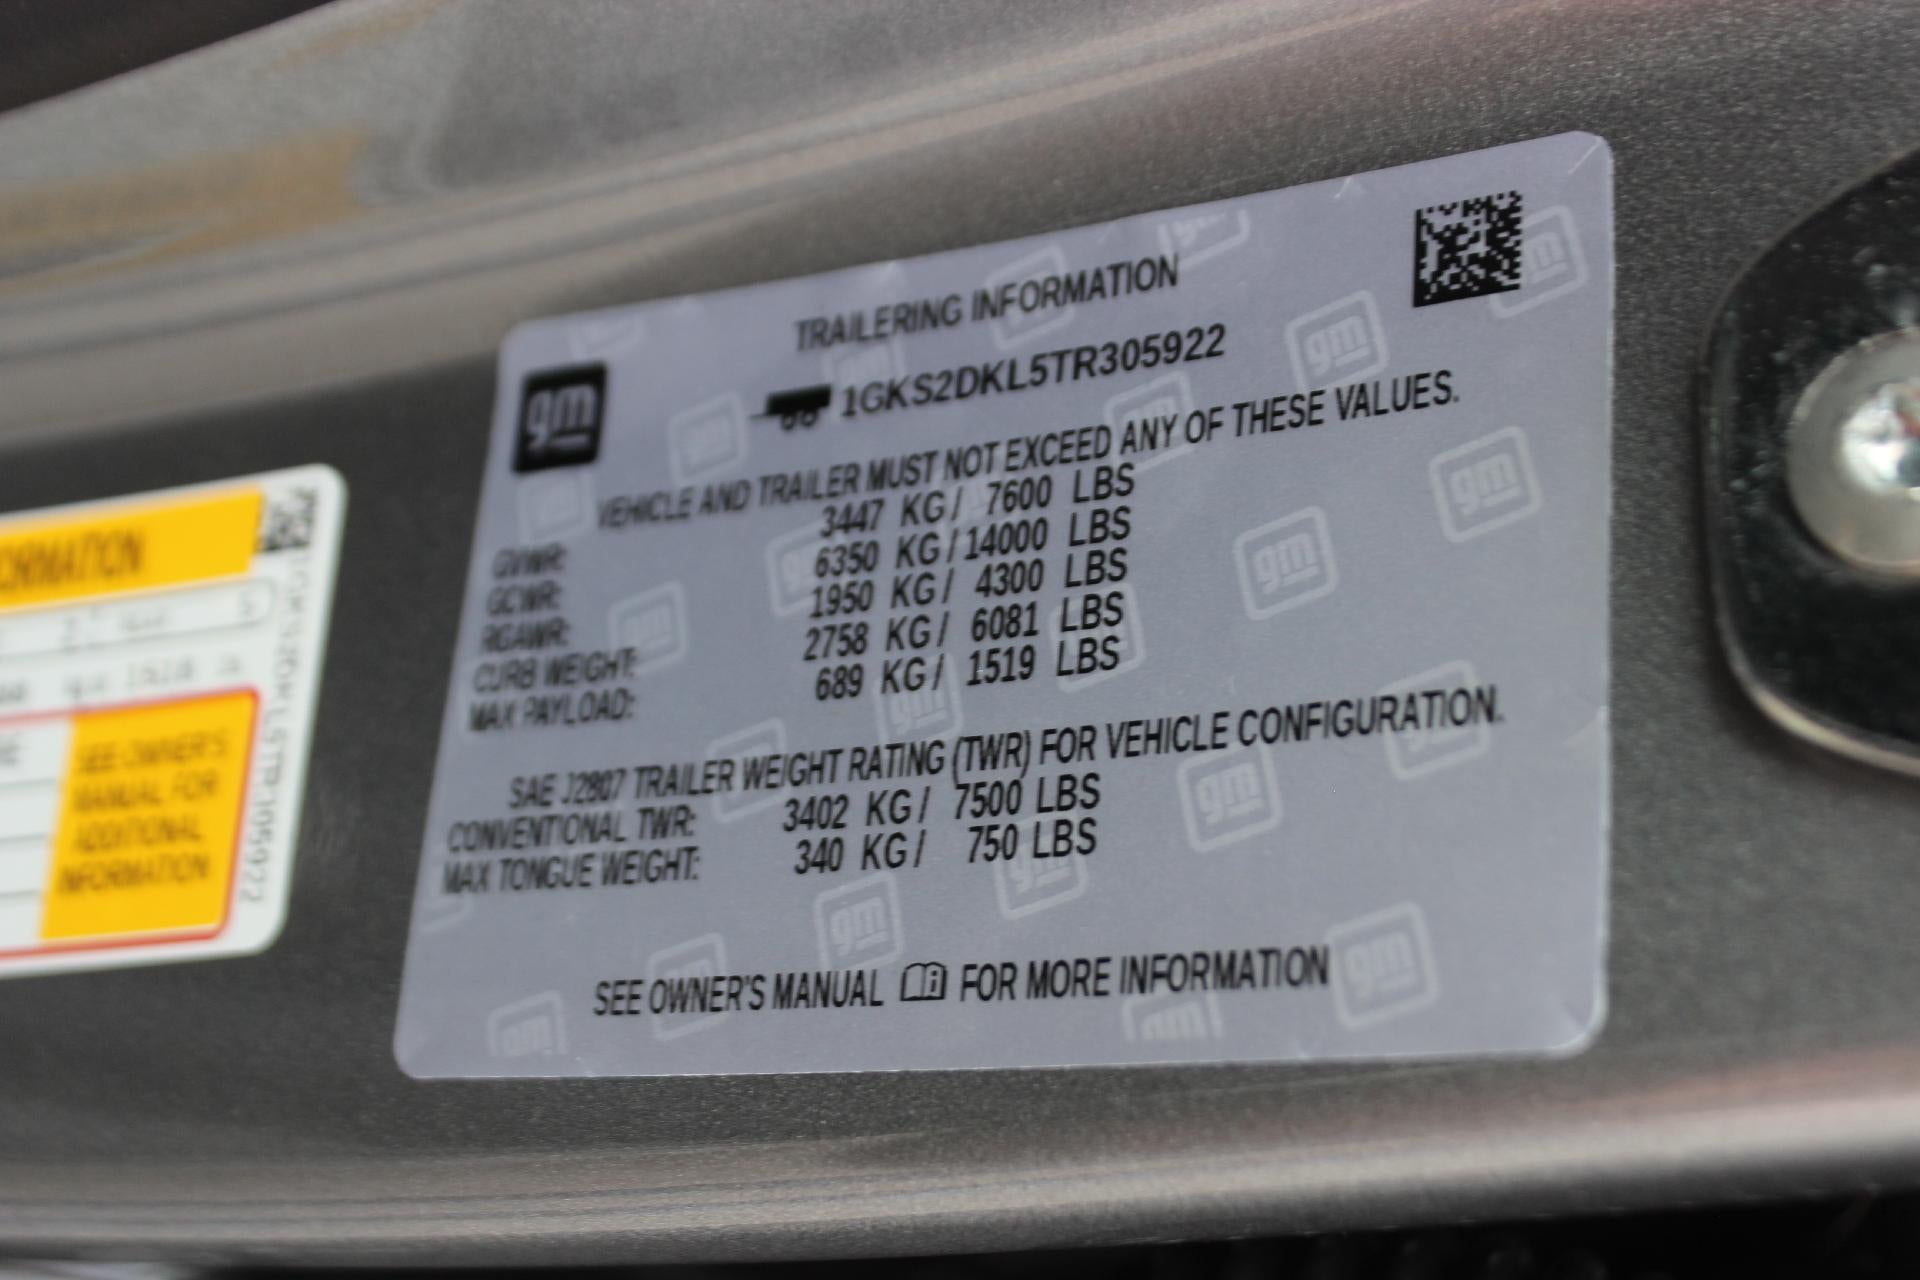 TRAILERING INFORMATION
gm
1GKS2DKL5TR305922
VEHICLE AND TRAILER MUST NOT EXCEED ANY OF THESE VALUES.
GVWR: 3447 KG / 7600 LBS
GCWR: 6350 KG / 14000 LBS
RGAWR: 1950 KG / 4300 LBS
CURB WEIGHT: 2758 KG / 6081 LBS
MAX PAYLOAD: 689 KG / 1519 LBS
SAE J2807 TRAILER WEIGHT RATING (TWR) FOR VEHICLE CONFIGURATION.
CONVENTIONAL TWR: 3402 KG / 7500 LBS
MAX TONGUE WEIGHT: 340 KG / 750 LBS
SEE OWNER'S MANUAL FOR MORE INFORMATION
SEE OWNER'S
MANUAL FOR
ADDITIONAL
INFORMATION
1GKS2DKL5TR305922